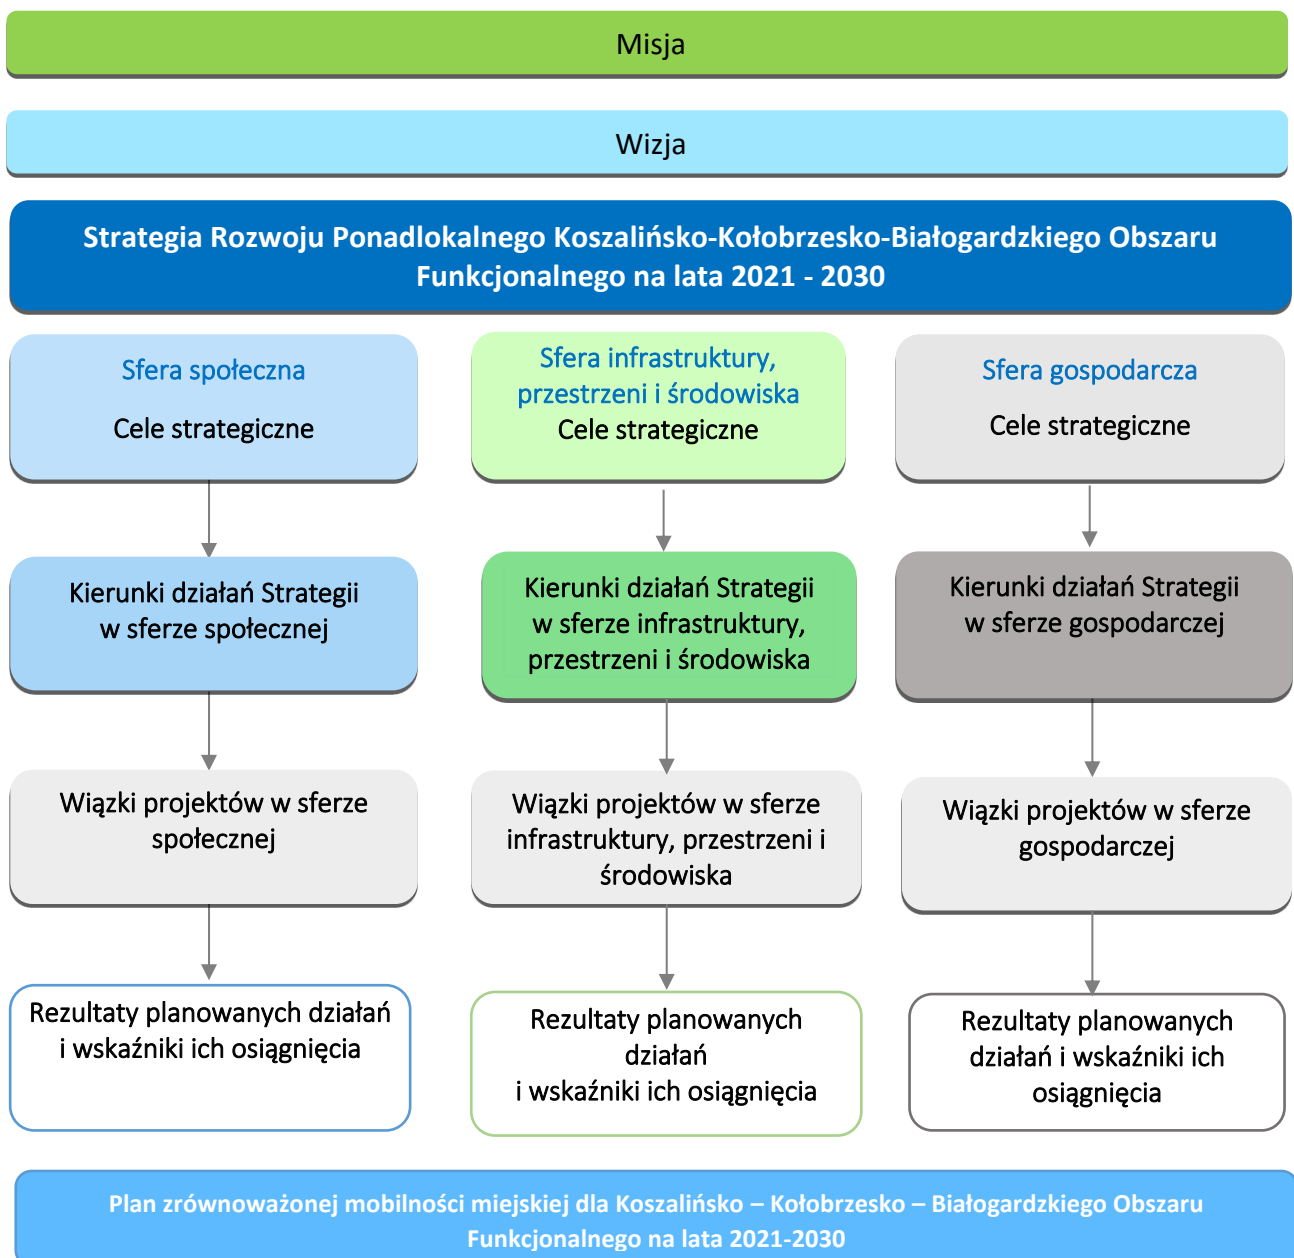 Misja
Wizja
Strategia Rozwoju Ponadlokalnego Koszalińsko-Kołobrzesko-Białogardzkiego Obszaru
Funkcjonalnego na lata 2021 - 2030
Sfera społeczna
Cele strategiczne
Sfera infrastruktury,
przestrzeni i środowiska
Cele strategiczne
Sfera gospodarcza
Cele strategiczne
Kierunki działań Strategii
w sferze społecznej
Kierunki działań Strategii
w sferze infrastruktury,
przestrzeni i środowiska
Kierunki działań Strategii
w sferze gospodarczej
Wiązki projektów w sferze
społecznej
Wiązki projektów w sferze
infrastruktury, przestrzeni i
środowiska
Wiązki projektów w sferze
gospodarczej
Rezultaty planowanych działań
i wskaźniki ich osiągnięcia
Rezultaty planowanych
działań
i wskaźniki ich osiągnięcia
Rezultaty planowanych
działań i wskaźniki ich
osiągnięcia
Plan zrównoważonej mobilności miejskiej dla Koszalińsko – Kołobrzesko – Białogardzkiego Obszaru
Funkcjonalnego na lata 2021-2030